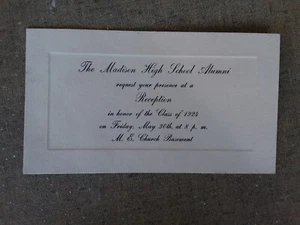 The Madison High School Alumni
request your presence at a
Reception
in honor of the Class of 1924
on Friday, May 30th, at 8 p. m.
M. E. Church Basement